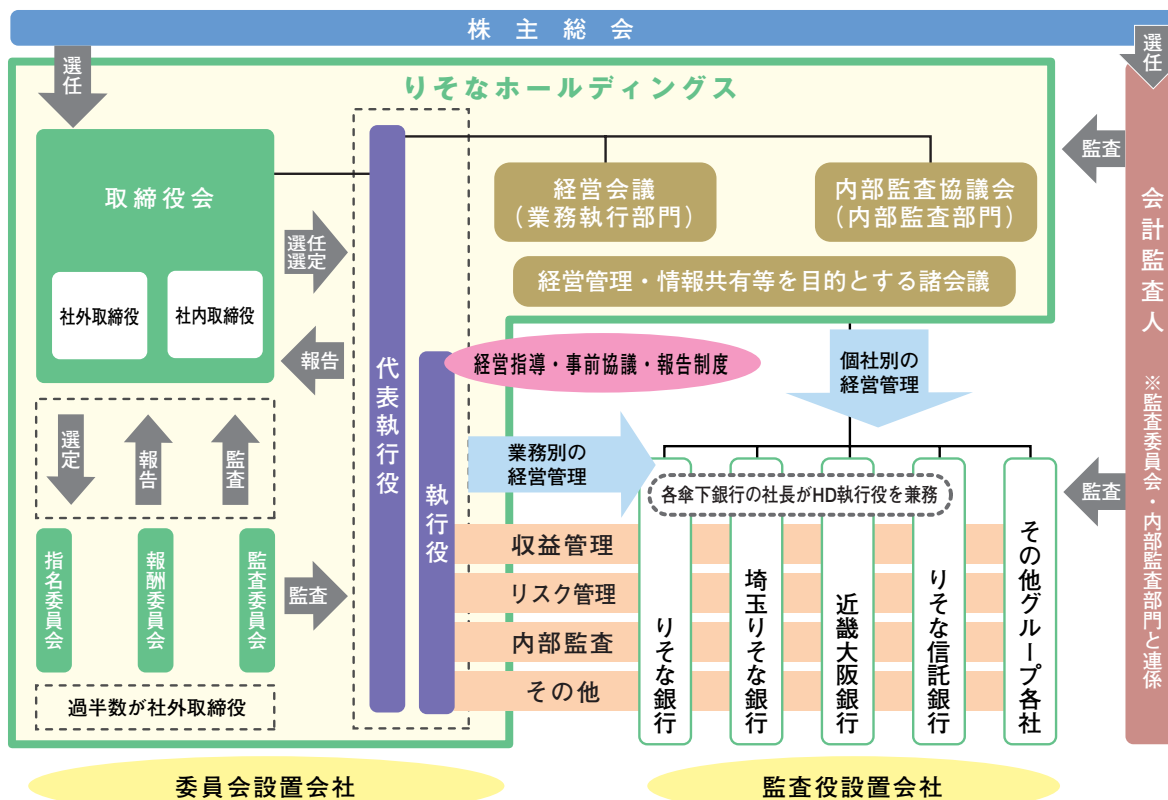 株主総会
選任
選任
りそなホールディングス
取締役会
社外取締役
社内取締役
選任
選定
報告
選定
報告
監査
指名委員会
報酬委員会
監査委員会
監査
過半数が社外取締役
代表執行役
執行役
経営会議
（業務執行部門）
内部監査協議会
（内部監査部門）
経営管理・情報共有等を目的とする諸会議
経営指導・事前協議・報告制度
個社別の
経営管理
業務別の
経営管理
各傘下銀行の社長がHD執行役を兼務
収益管理
リスク管理
内部監査
その他
りそな銀行
埼玉りそな銀行
近畿大阪銀行
りそな信託銀行
その他グループ各社
監査
監査
会計監査人
※監査委員会・内部監査部門と連係
委員会設置会社
監査役設置会社